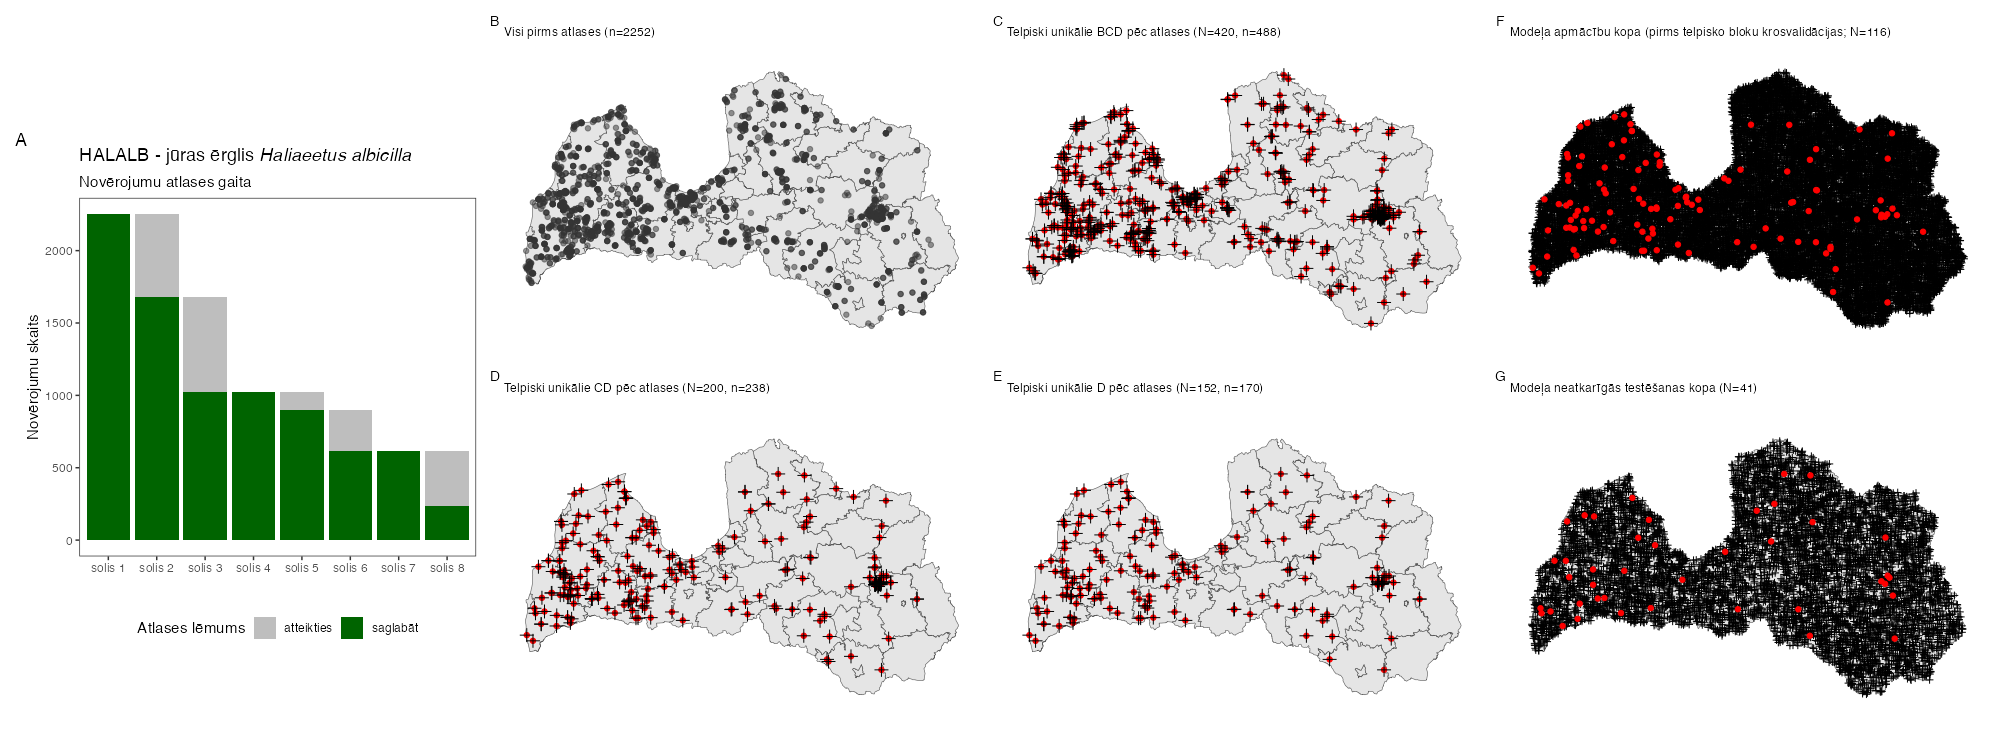 A
HALALB - jūras ērglis Haliaeetus albicilla
Novērojumu atlases gaita
Novērojumu skaits
2000
1500
1000
500
0
solis 1
solis 2
solis 3
solis 4
solis 5
solis 6
solis 7
solis 8
Atlases lēmums
atteikties
saglabāt
B
Visi pirms atlases (n=2252)
C
Telpiski unikālie BCD pēc atlases (N=420, n=488)
F
Modeļa apmācību kopa (pirms telpisko bloku krosvalidācijas; N=116)
D
Telpiski unikālie CD pēc atlases (N=200, n=238)
E
Telpiski unikālie D pēc atlases (N=152, n=170)
G
Modeļa neatkarīgās testēšanas kopa (N=41)